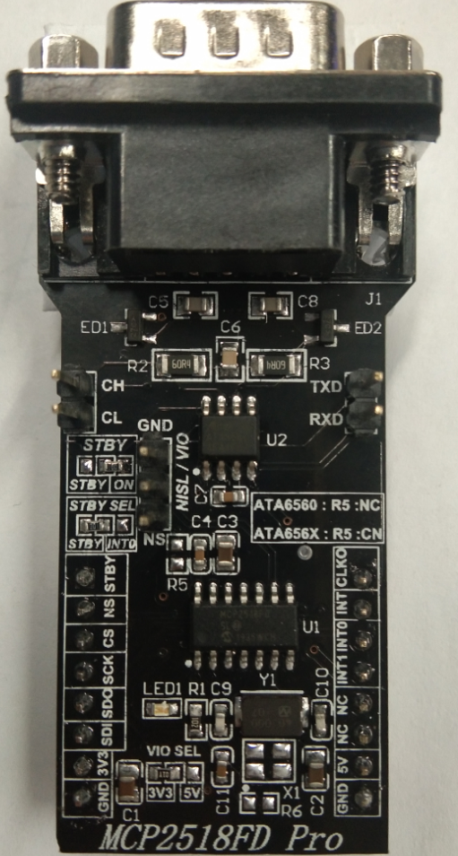 J1
C5
C8
ED1
ED2
C6
R2
60R4
60R4
R3
CH
TXD
CL
RXD
GND
U2
STBY
STBY ON
NISL / VIO
STBY SEL
STBY INT0
C7
ATA6560 : R5 :NC
ATA656X : R5 :CN
NS
C4 C3
R5
STBY
NS
CS
SCK
SDO
SDI
3V3
GND
U1
CLKO
INT
INT0
INT1
NC
NC
5V
GND
Y1
LED1 R1 C9
C10
VIO SEL
3V3 5V
C1
C11
X1
R6
C2
MCP2518FD Pro